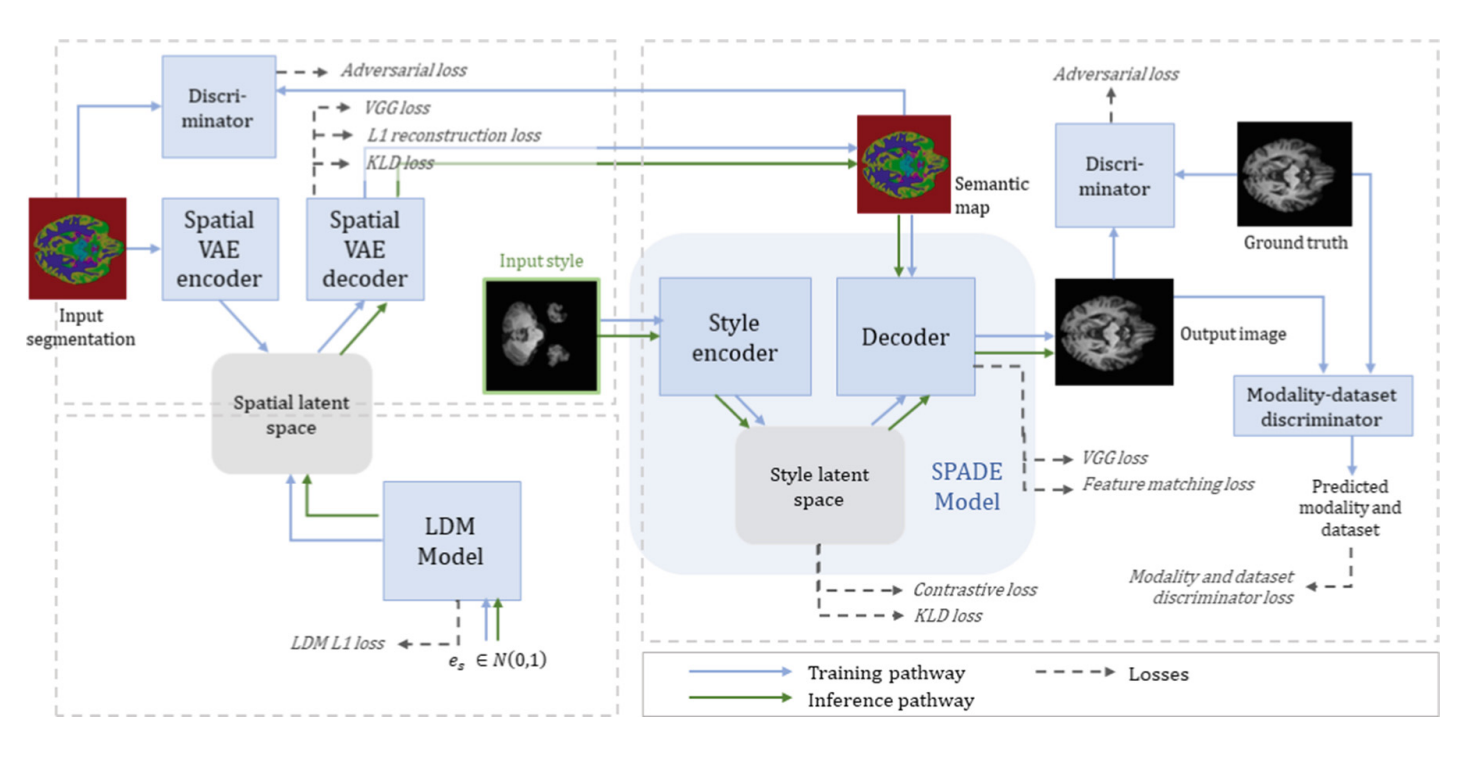 Discri-
minator
Adversarial loss
VGG loss
L1 reconstruction loss
KLD loss
Spatial
VAE
encoder
Spatial
VAE
decoder
Input
segmentation
Spatial latent
space
LDM
Model
LDM L1 loss
eₛ ∈ N(0,1)
Input style
Style
encoder
Decoder
Style latent
space
SPADE
Model
Semantic
map
Adversarial loss
Discri-
minator
Ground truth
Output image
Modality-dataset
discriminator
VGG loss
Feature matching loss
Predicted
modality and
dataset
Modality and dataset
discriminator loss
Contrastive loss
KLD loss
Training pathway
Losses
Inference pathway